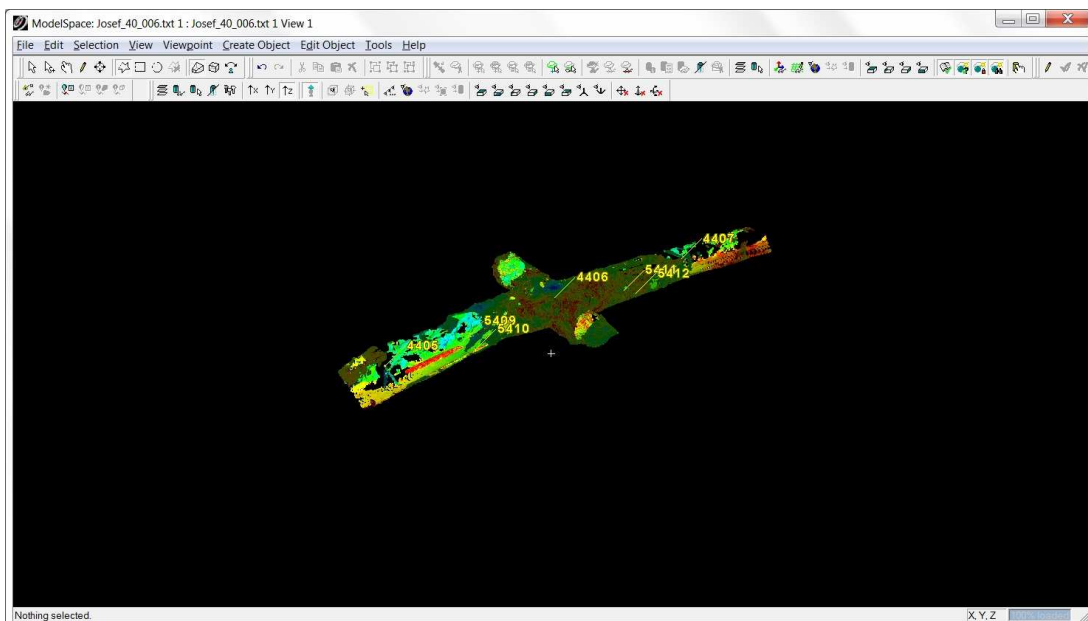 ModelSpace: Josef_40_006.txt 1 : Josef_40_006.txt 1 View 1
File Edit Selection View Viewpoint Create Object Edit Object Tools Help
4407
4406
5411
5412
5409
5410
4405
Nothing selected.
X, Y, Z